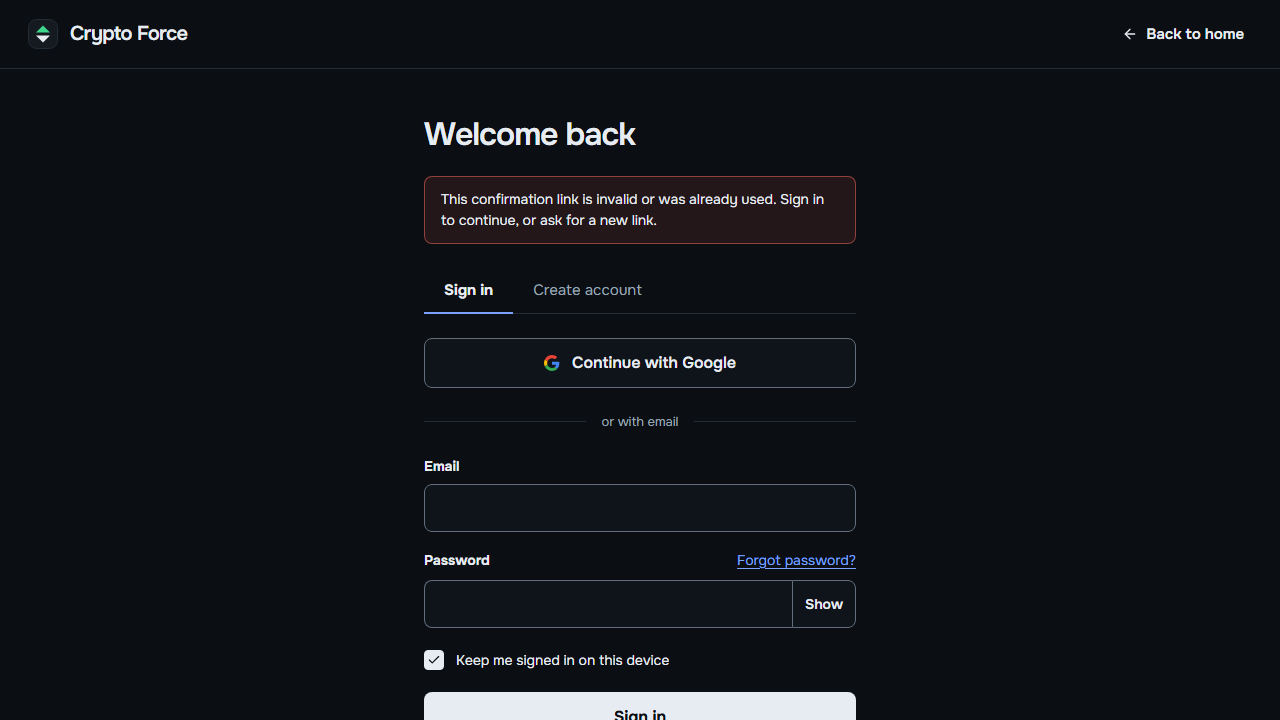 Crypto Force
Back to home
Welcome back
This confirmation link is invalid or was already used. Sign in
to continue, or ask for a new link.
Sign in
Create account
Continue with Google
or with email
Email
Password
Forgot password?
Show
Keep me signed in on this device
Sign in